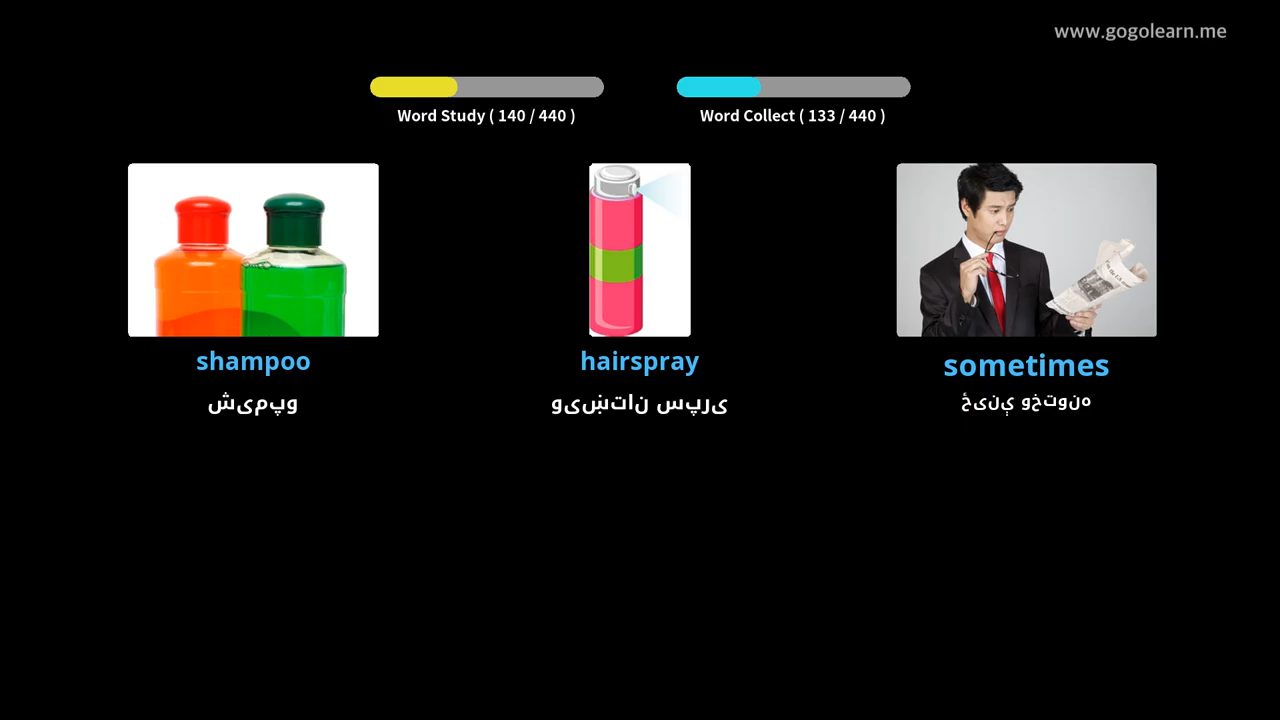 www.gogolearn.me
Word Study ( 140 / 440 )
Word Collect ( 133 / 440 )
shampoo
شیمپو
hairspray
ویښتان سپری
sometimes
ځینې وختونه